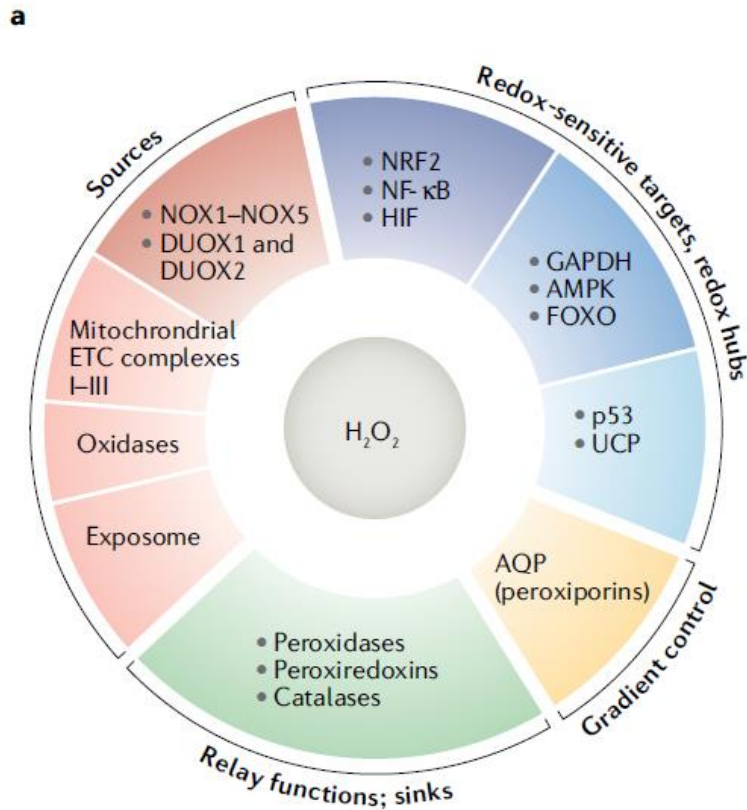 a
Sources
• NOX1–NOX5
• DUOX1 and
DUOX2
Mitochrondrial
ETC complexes
I–III
Oxidases
Exposome
Redox-sensitive targets, redox hubs
• NRF2
• NF-κB
• HIF
• GAPDH
• AMPK
• FOXO
• p53
• UCP
H₂O₂
AQP
(peroxiporins)
Gradient control
• Peroxidases
• Peroxiredoxins
• Catalases
Relay functions; sinks